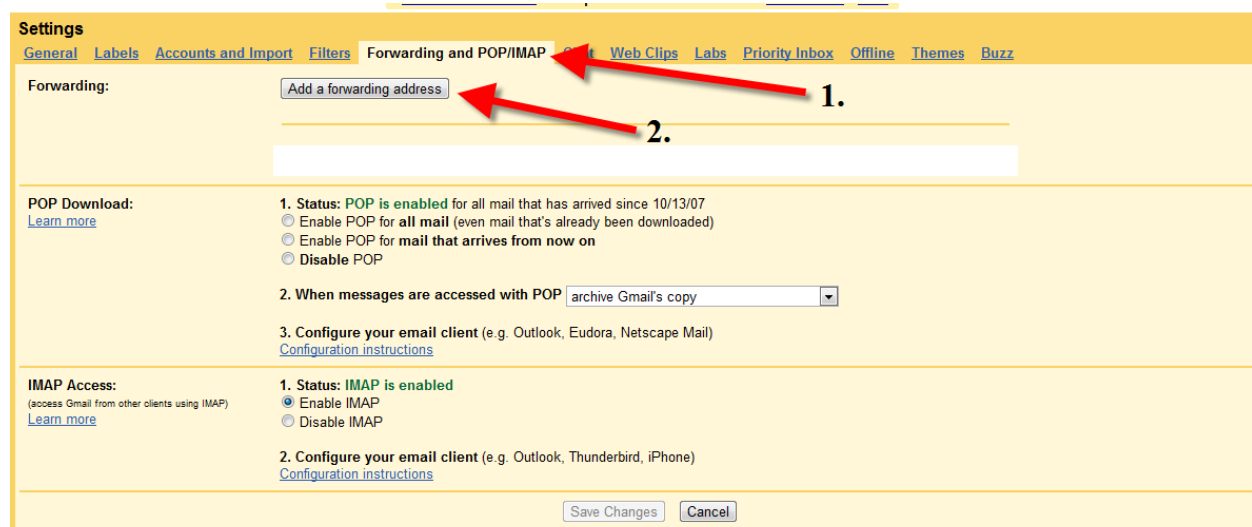 Settings
General Labels Accounts and Import Filters Forwarding and POP/IMAP Web Clips Labs Priority Inbox Offline Themes Buzz
Forwarding: Add a forwarding address
1.
2.
POP Download: 1. Status: POP is enabled for all mail that has arrived since 10/13/07
Learn more Enable POP for all mail (even mail that's already been downloaded)
Enable POP for mail that arrives from now on
Disable POP
2. When messages are accessed with POP archive Gmail's copy
3. Configure your email client (e.g. Outlook, Eudora, Netscape Mail)
Configuration instructions
IMAP Access: 1. Status: IMAP is enabled
(access Gmail from other clients using IMAP) Enable IMAP
Learn more Disable IMAP
2. Configure your email client (e.g. Outlook, Thunderbird, iPhone)
Configuration instructions
Save Changes Cancel